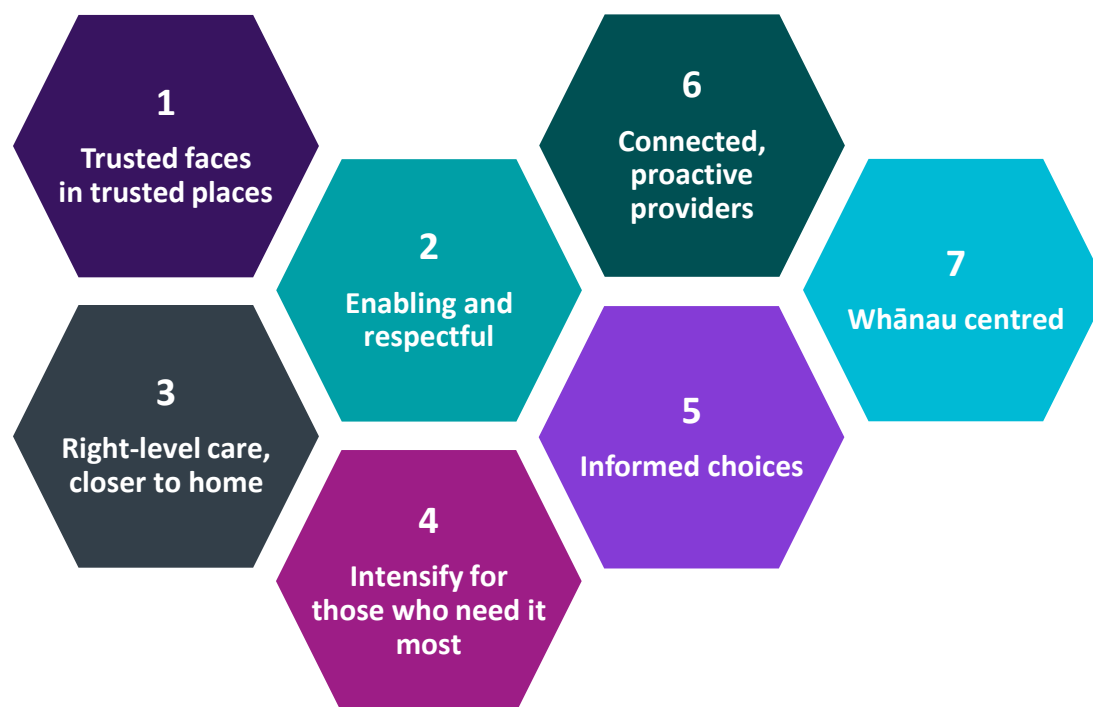 1
Trusted faces
in trusted places
2
Enabling and
respectful
3
Right-level care,
closer to home
4
Intensify for
those who need it
most
5
Informed choices
6
Connected,
proactive
providers
7
Whānau centred